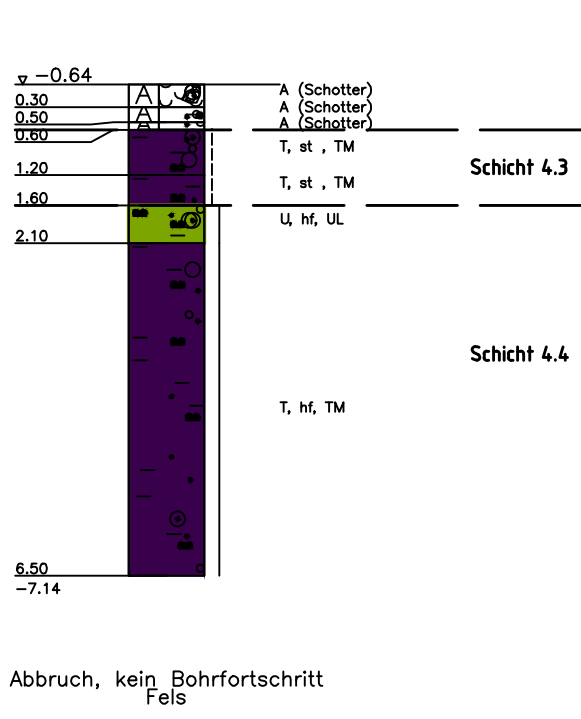 -0.64
A (Schotter)
0.30
A
A (Schotter)
0.50
A
A (Schotter)
0.60
A
T, st , TM
Schicht 4.3
1.20
T, st , TM
1.60
U, hf, UL
2.10
Schicht 4.4
T, hf, TM
6.50
-7.14
Abbruch, kein Bohrfortschritt
Fels